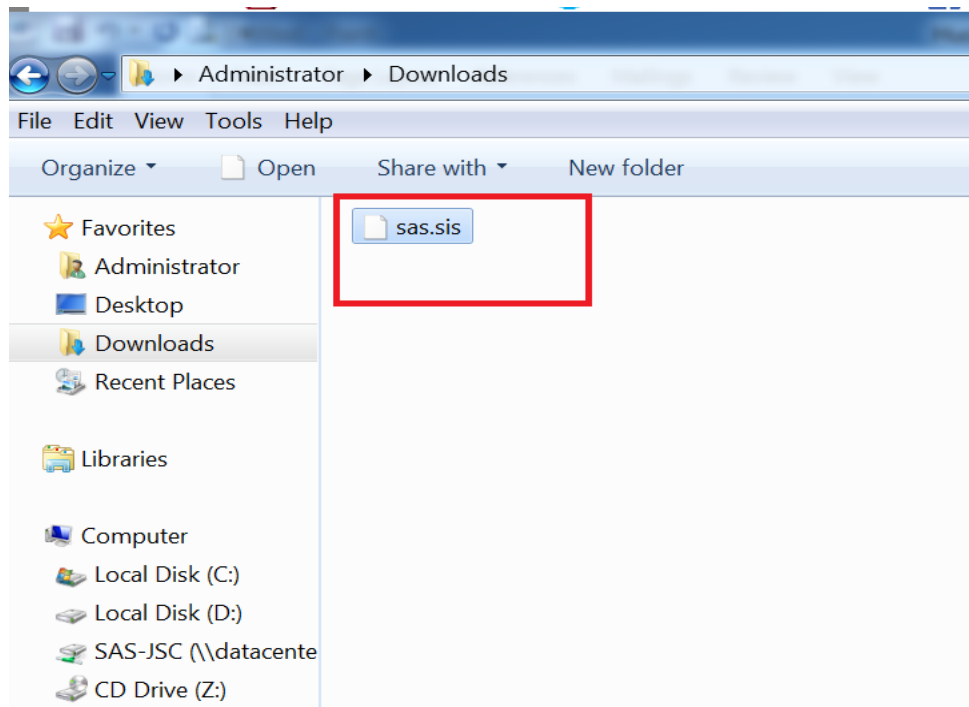 Administrator ▸ Downloads
File Edit View Tools Help
Organize Open Share with New folder
Favorites
sas.sis
Administrator
Desktop
Downloads
Recent Places
Libraries
Computer
Local Disk (C:)
Local Disk (D:)
SAS-JSC (\\datacente
CD Drive (Z:)